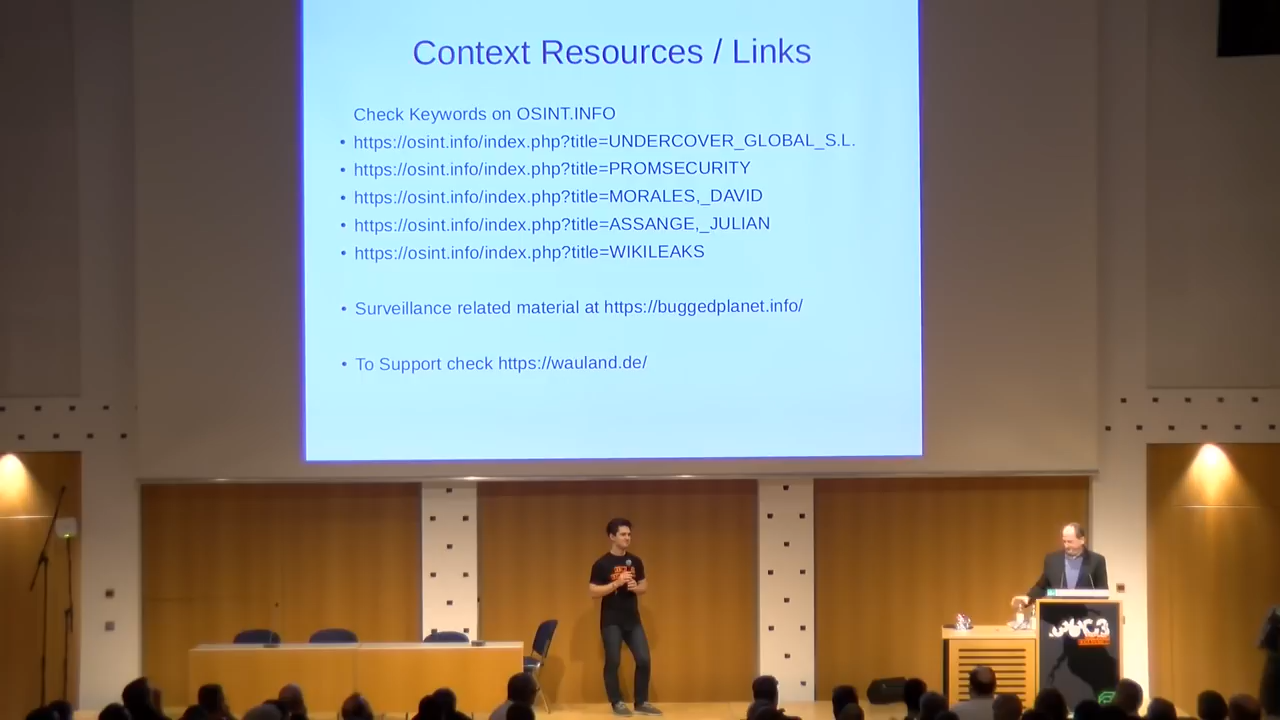 Context Resources / Links
Check Keywords on OSINT.INFO
• https://osint.info/index.php?title=UNDERCOVER_GLOBAL_S.L.
• https://osint.info/index.php?title=PROMSECURITY
• https://osint.info/index.php?title=MORALES,_DAVID
• https://osint.info/index.php?title=ASSANGE,_JULIAN
• https://osint.info/index.php?title=WIKILEAKS
• Surveillance related material at https://buggedplanet.info/
• To Support check https://wauland.de/